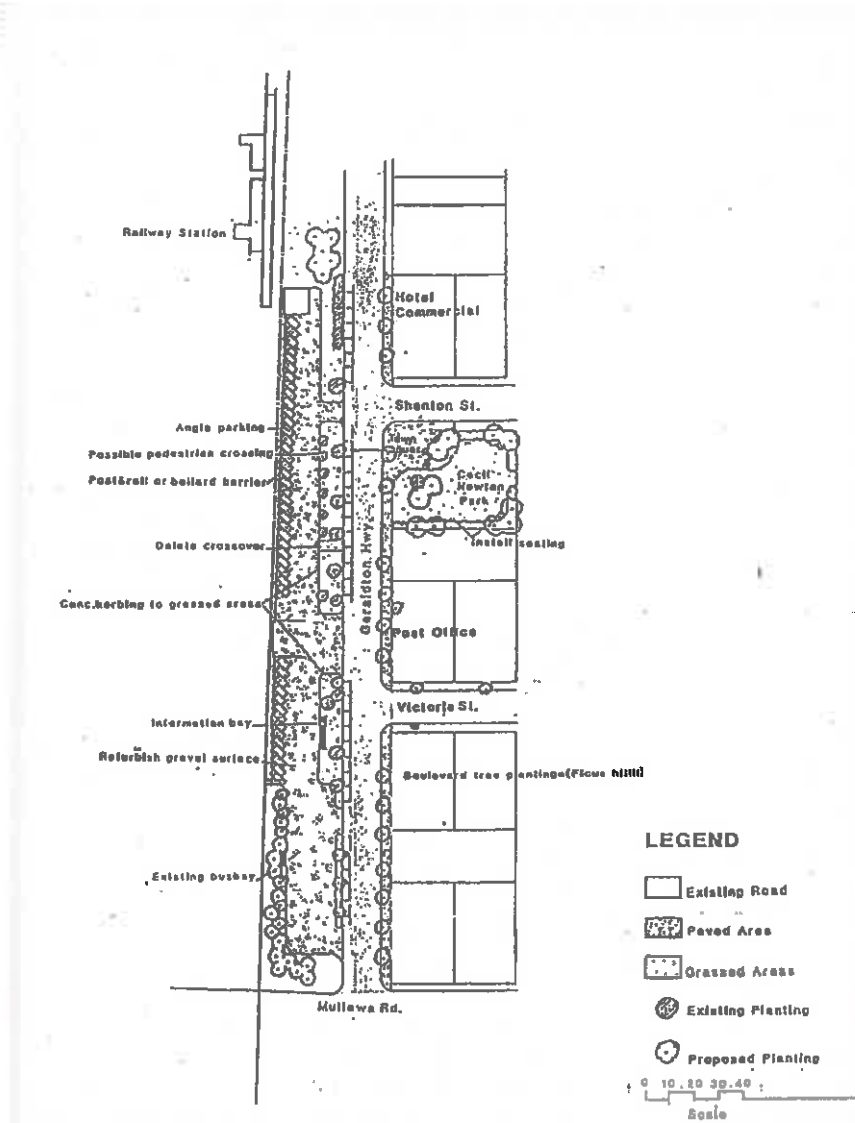 Railway Station
Hotel
Commercial
Shenton St.
Angle parking
Possible pedestrian crossing
Post&rail or bollard barrier
Town
Square
Cecil
Newton
Park
Delete crossover
Install seating
Geraldton Hwy
Conc.kerbing to grassed areas
Post Office
Victoria St.
Information bay
Refurbish gravel surface
Boulevard tree plantings(Ficus hillii)
Existing busbay
Mullewa Rd.
LEGEND
Existing Road
Paved Area
Grassed Areas
Existing Planting
Proposed Planting
0 10.20 30.40
Scale